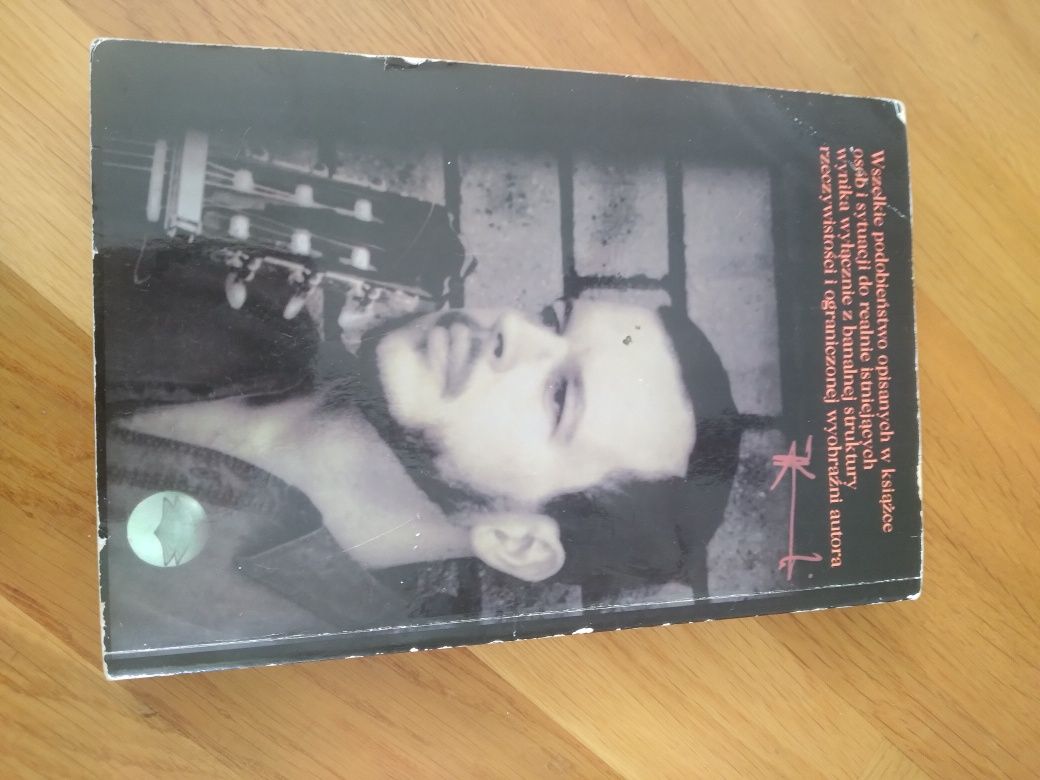 Wszelkie podobieństwo opisanych w książce
osób i sytuacji do realnie istniejących
wynika wyłącznie z banalnej struktury
rzeczywistości i ograniczonej wyobraźni autora